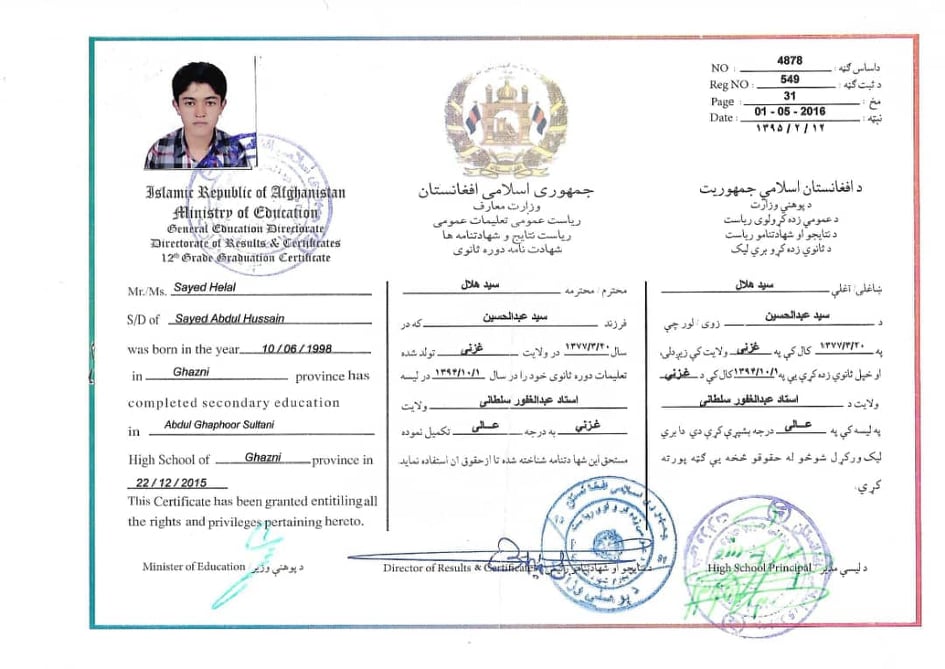 NO : 4878 : داساس ګڼه
Reg NO : 549 : د ثبت ګڼه
Page : 31 : مخ
Date : 01 - 05 - 2016 : نېټه
۱۳۹۵ / ۲ / ۱۲
Islamic Republic of Afghanistan
Ministry of Education
General Education Directorate
Directorate of Results & Certificates
12th Grade Graduation Certificate
Mr./Ms. Sayed Helal
S/D of Sayed Abdul Hussain
was born in the year 10 / 06 / 1998
in Ghazni province has
completed secondary education
in Abdul Ghaphoor Sultani
High School of Ghazni province in
22 / 12 / 2015
This Certificate has been granted entitiling all
the rights and privileges pertaining hereto.
جمهوری اسلامی افغانستان
وزارت معارف
ریاست عمومی تعلیمات عمومی
ریاست نتایج و شهادتنامه ها
شهادت نامه دوره ثانوی
محترم / محترمه سید هلال
فرزند سید عبدالحسین که در
سال ۱۳۷۷/۳/۲۰ در ولایت غزنی تولد شده
تعلیمات دوره ثانوی خود را در سال ۱۳۹۴/۱۰/۱ در لیسه
استاد عبدالغفور سلطانی ولایت
غزنی به درجه عالی تکمیل نموده
مستحق این شهادتنامه شناخته شده تا از حقوق ان استفاده نماید.
د افغانستان اسلامي جمهوریت
د پوهنې وزارت
د عمومي زده کړو لوی ریاست
د نتایجو او شهادتنامو ریاست
د ثانوي زده کړو بري لیک
ښاغلی / آغلې سید هلال
د سید عبدالحسین زوی / لور چې
په ۱۳۷۷/۳/۲۰ کال کې په غزنی ولایت کې زېږدلی،
او خپل ثانوي زده کړې یې په ۱۳۹۴/۱۰/۱ کال کې د غزنی
ولایت د استاد عبدالغفور سلطانی
په لیسه کې په عالی درجه بشپړې کړې دي دا بري
لیک ورکړل شو خو له حقوقو څخه یې ګټه پورته
کړي.
Minister of Education د پوهنې وزیر
Director of Results & Certificates د نتایجو او شهادتنامو رئیس
High School Principal د لیسې مدیر